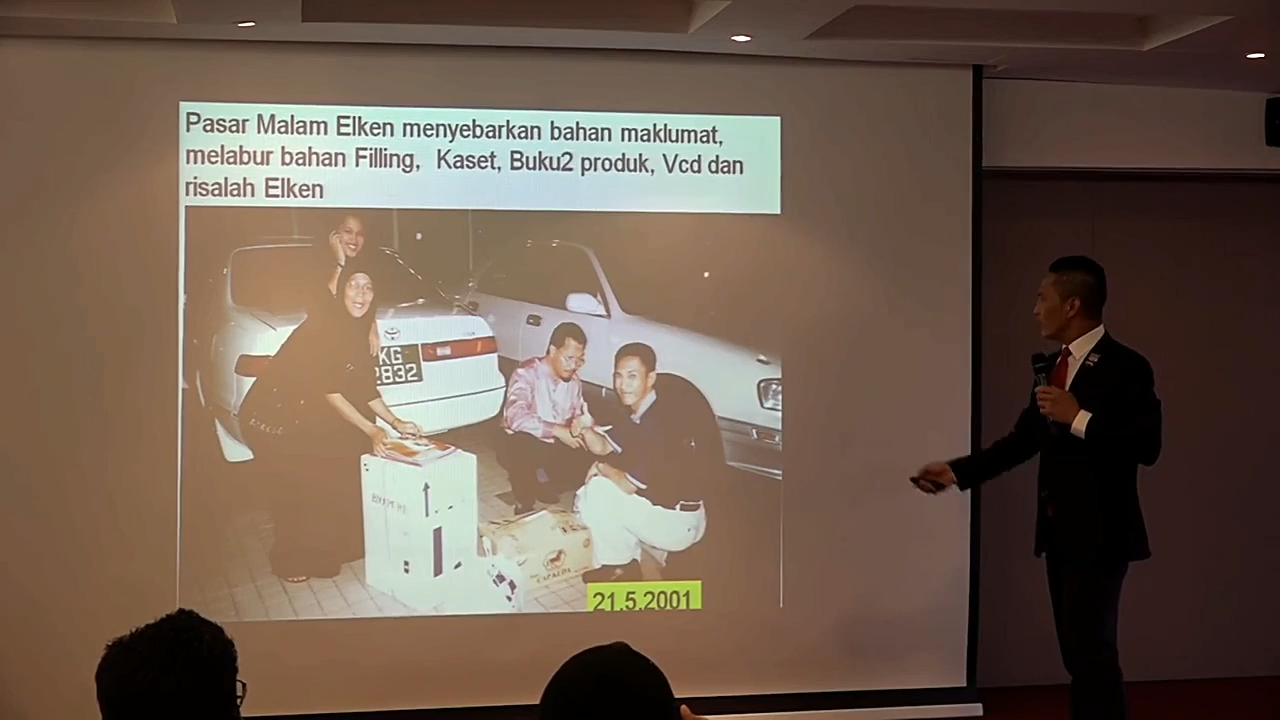 Pasar Malam Elken menyebarkan bahan maklumat,
melabur bahan Filling, Kaset, Buku2 produk, Vcd dan
risalah Elken
KG
2832
21.5.2001